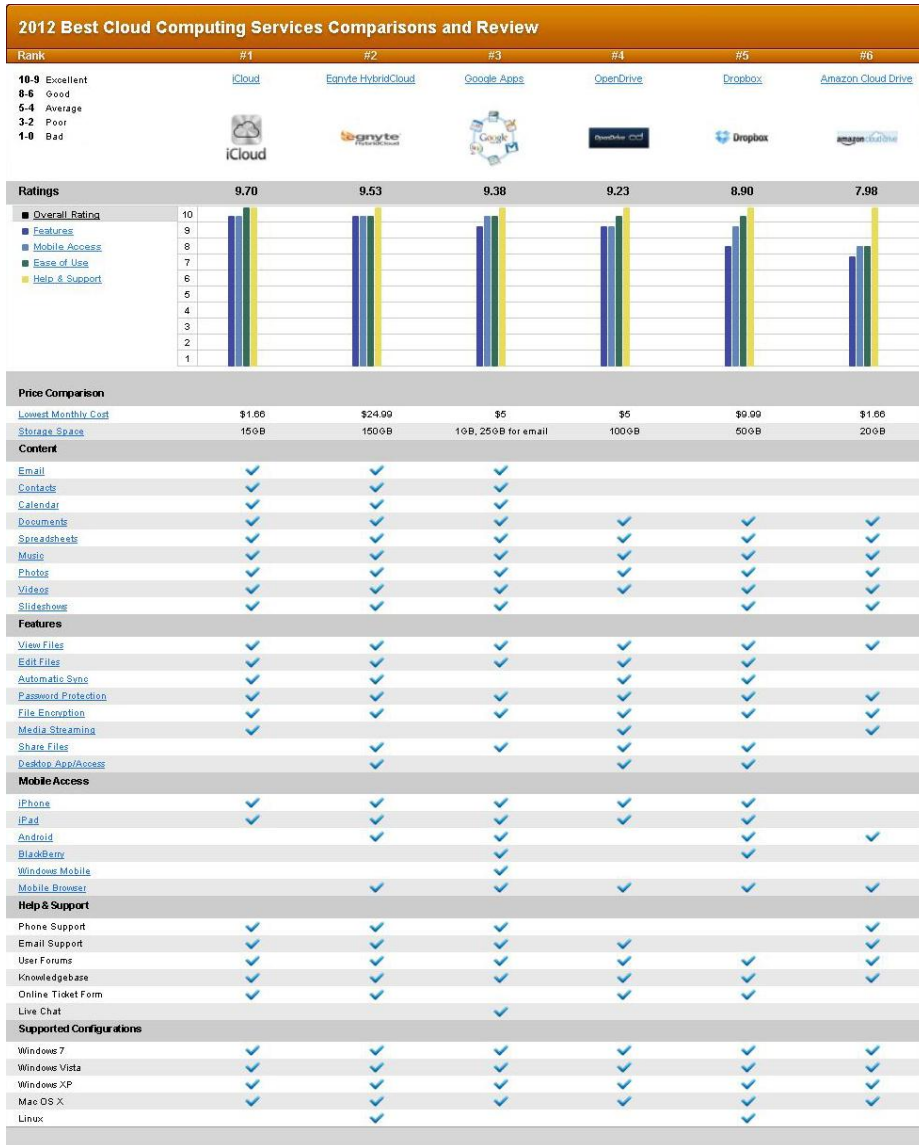 2012 Best Cloud Computing Services Comparisons and Review
Rank #1 #2 #3 #4 #5 #6
10-9 Excellent
8-6 Good
5-4 Average
3-2 Poor
1-0 Bad
iCloud Egnyte HybridCloud Google Apps OpenDrive Dropbox Amazon Cloud Drive
iCloud egnyte HybridCloud Google OpenDrive Dropbox amazon cloud drive
Ratings 9.70 9.53 9.38 9.23 8.90 7.98
Overall Rating
Features
Mobile Access
Ease of Use
Help & Support
10
9
8
7
6
5
4
3
2
1
Price Comparison
Lowest Monthly Cost $1.66 $24.99 $5 $5 $9.99 $1.66
Storage Space 15GB 150GB 1GB, 25GB for email 100GB 50GB 20GB
Content
Email
Contacts
Calendar
Documents
Spreadsheets
Music
Photos
Videos
Slideshows
Features
View Files
Edit Files
Automatic Sync
Password Protection
File Encryption
Media Streaming
Share Files
Desktop App/Access
Mobile Access
iPhone
iPad
Android
BlackBerry
Windows Mobile
Mobile Browser
Help & Support
Phone Support
Email Support
User Forums
Knowledgebase
Online Ticket Form
Live Chat
Supported Configurations
Windows 7
Windows Vista
Windows XP
Mac OS X
Linux